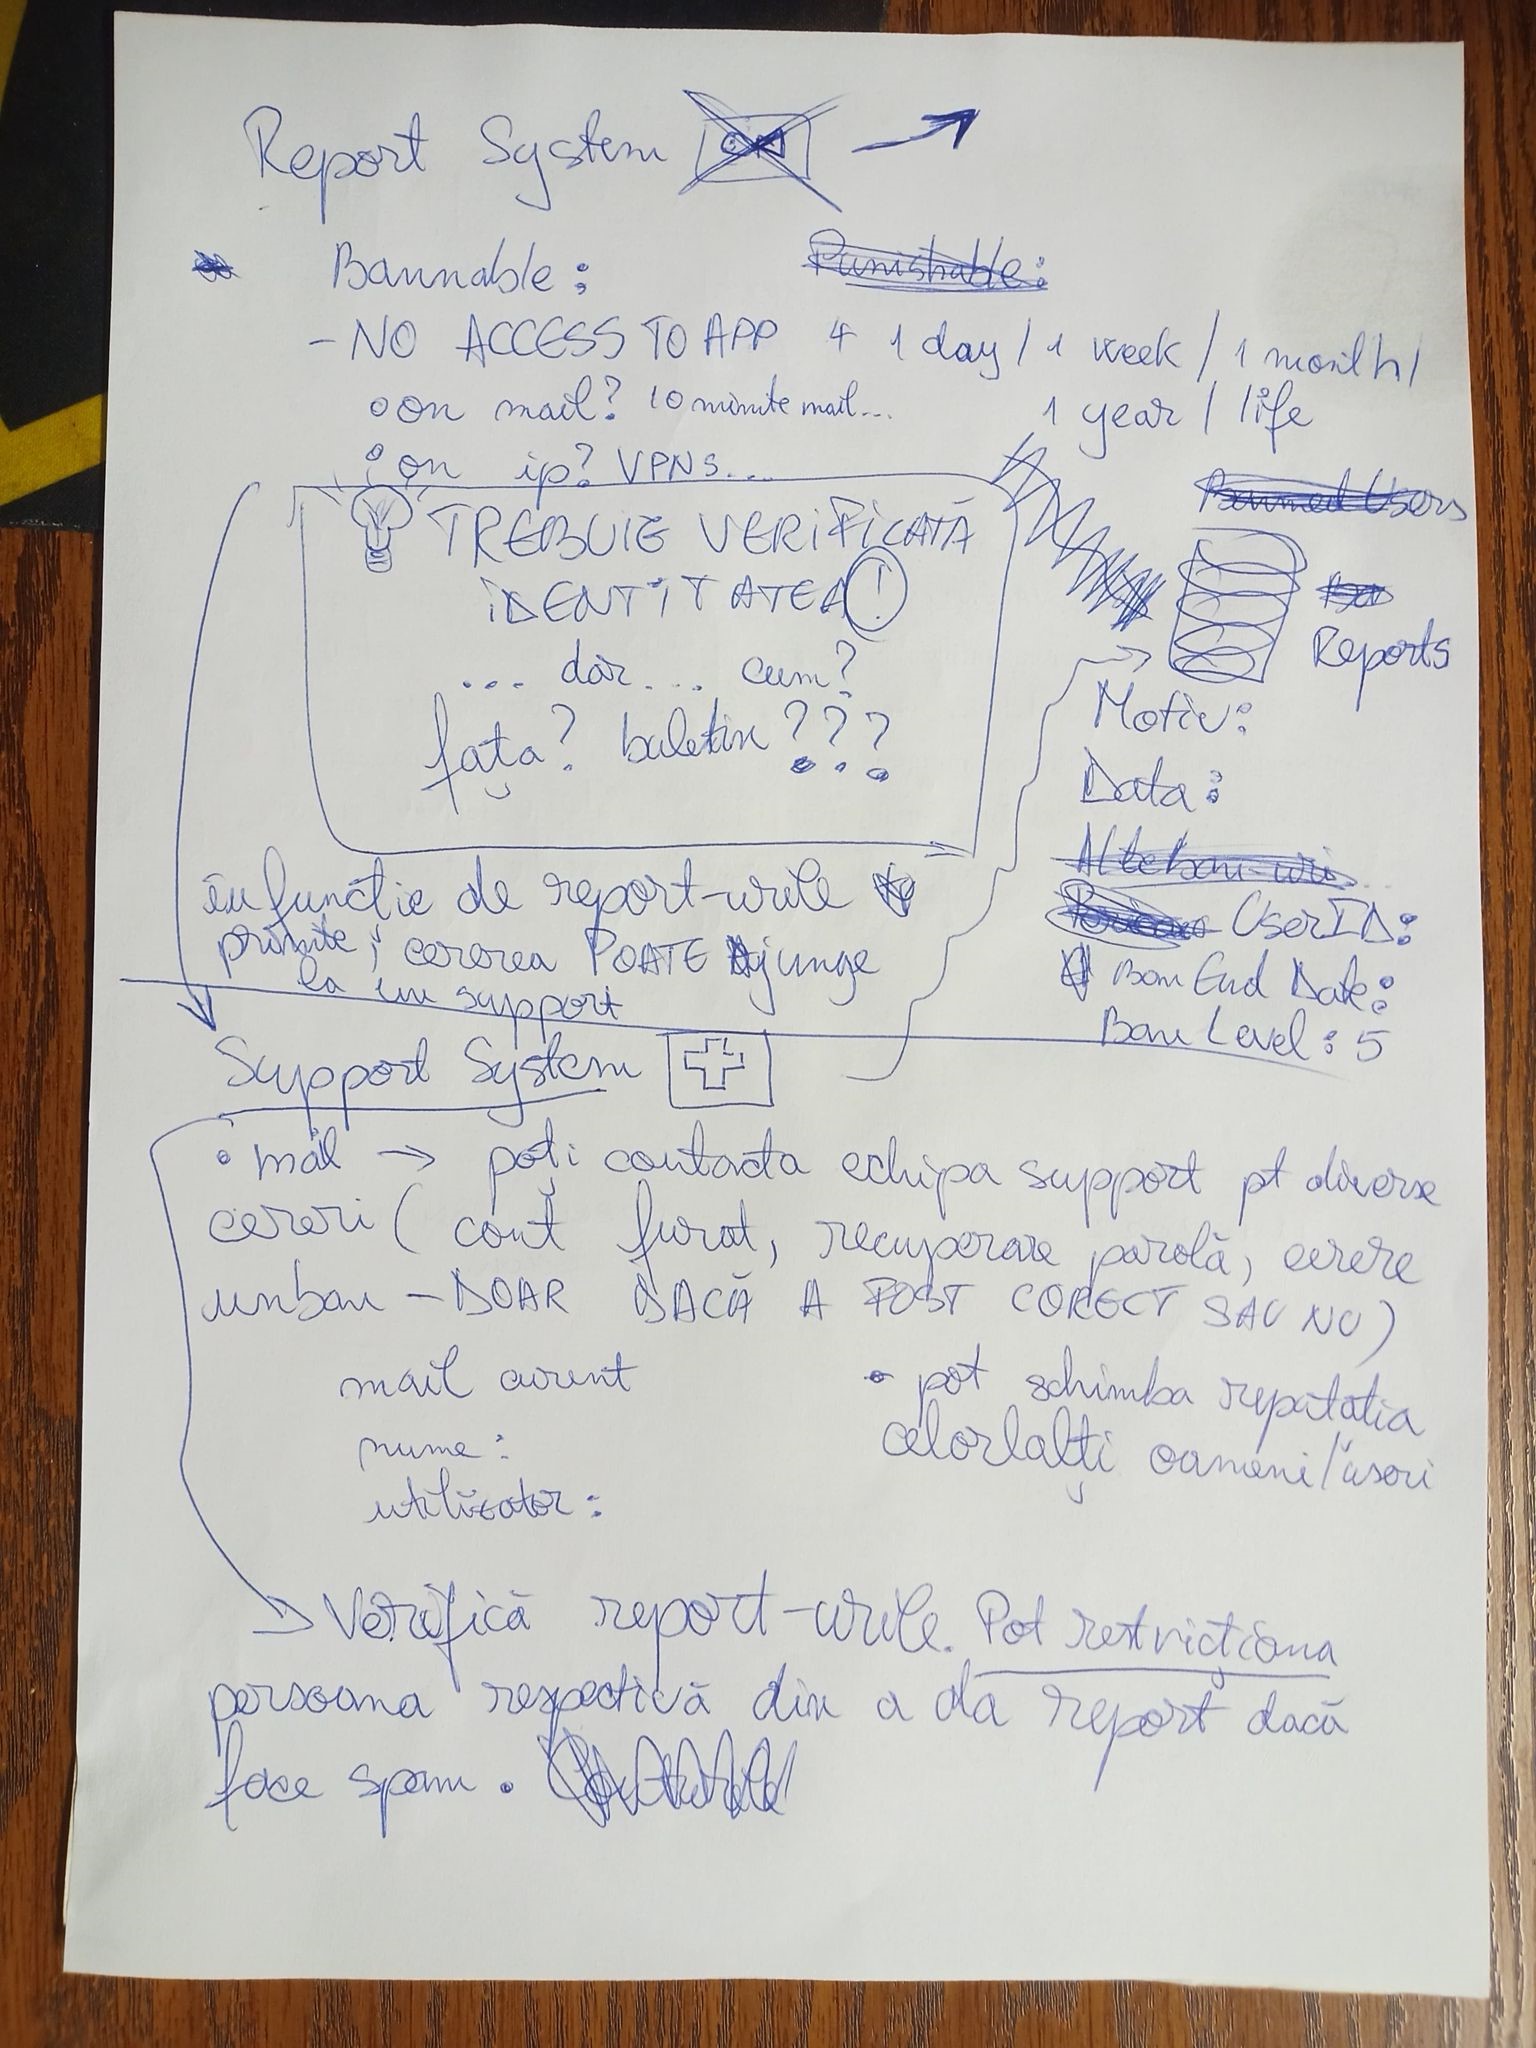 Report System
Bannable:
Punishable:
- NO ACCESS TO APP + 1 day / 1 week / 1 month /
1 year / life
on mail? 10 minute mail...
on ip? VPNs...
TREBUIE VERIFICATĂ
IDENTITATEA!
... dar... cum?
fața? buletin???
Banned Users
Reports
Motiv:
Data:
Alte ban-uri
UserID:
Ban End Date:
Ban Level: 5
în funcție de report-urile
primite, cererea POATE Ajunge
la un support
Support System
• mail → poți contacta echipa support pt diverse
cereri (cont furat, recuperare parolă, cerere
unban - DOAR DACĂ A FOST CORECT SAU NU)
mail curent
nume:
utilizator:
• pot schimba reputatia
celorlalți oameni/useri
→ Verifică report-urile. Pot restricționa
persoana respectivă din a da report dacă
face spam.